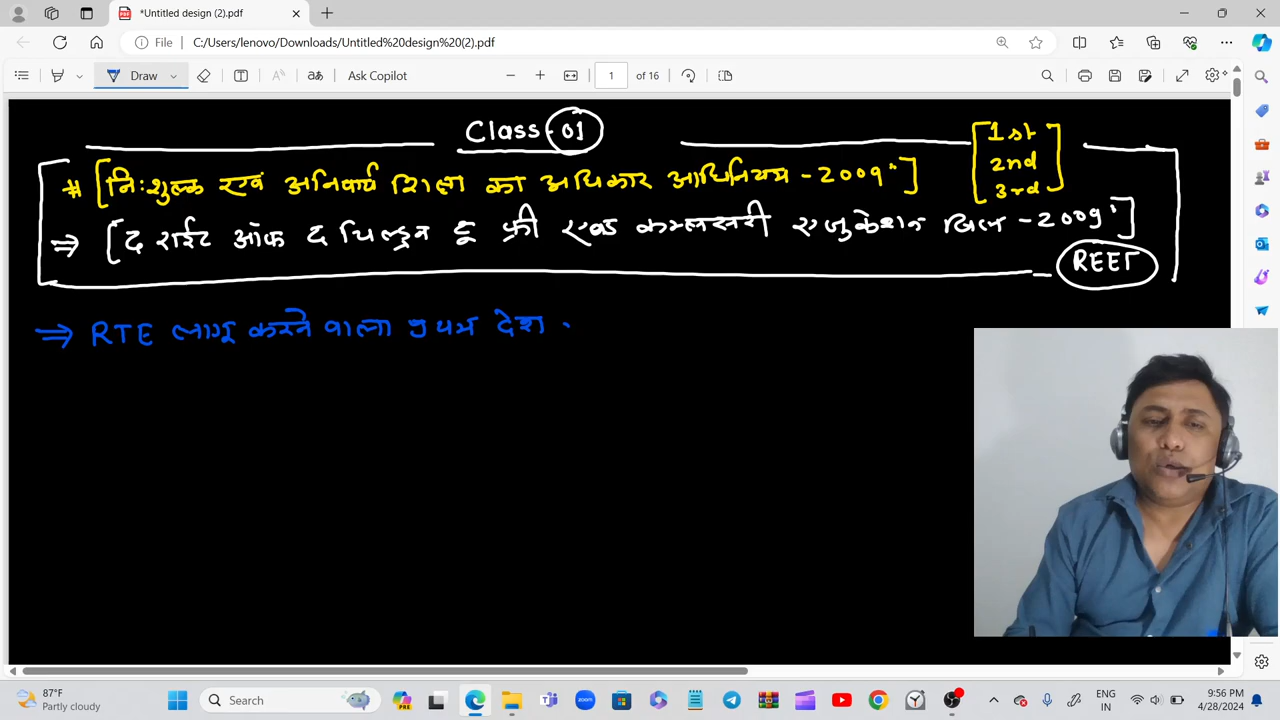 *Untitled design (2).pdf
File C:/Users/lenovo/Downloads/Untitled%20design%20(2).pdf
Draw Ask Copilot 1 of 16
Class-01
# [नि:शुल्क एवं अनिवार्य शिक्षा का अधिकार अधिनियम -2009"]
[1st
2nd
3rd]
⇒ [द राईट ऑफ द चिल्ड्रन टू फ्री एण्ड कम्पलसरी एजुकेशन बिल -2009']
REET
⇒ RTE लागू करने वाला प्रथम देश
87°F
Partly cloudy
Search
ENG
IN
9:56 PM
4/28/2024